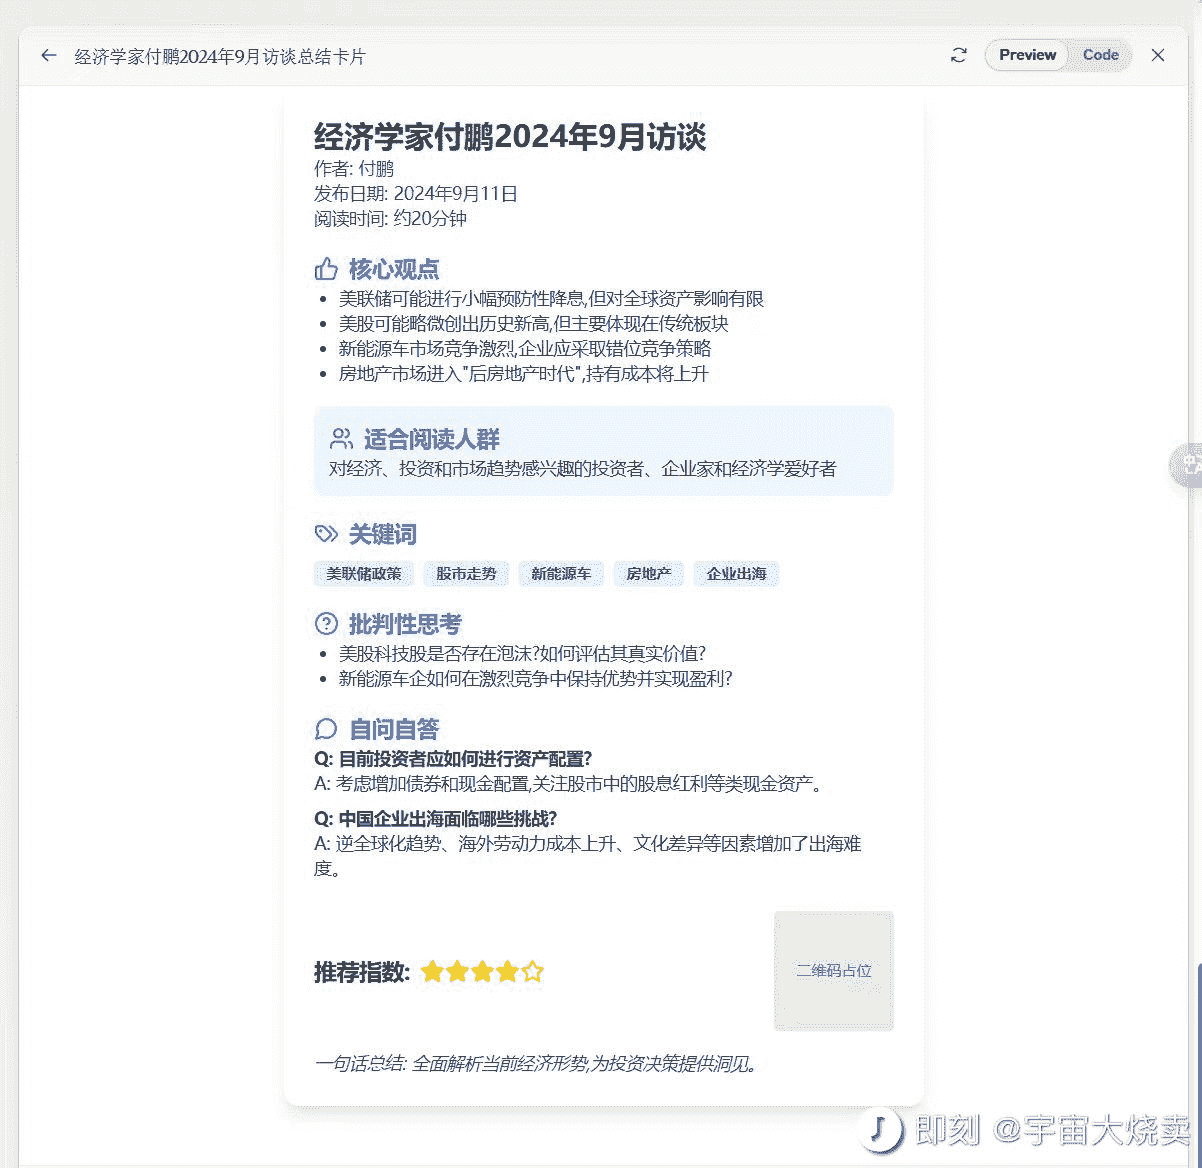 经济学家付鹏2024年9月访谈总结卡片
Preview
Code
经济学家付鹏2024年9月访谈
作者: 付鹏
发布日期: 2024年9月11日
阅读时间: 约20分钟
核心观点
美联储可能进行小幅预防性降息,但对全球资产影响有限
美股可能略微创出历史新高,但主要体现在传统板块
新能源车市场竞争激烈,企业应采取错位竞争策略
房地产市场进入"后房地产时代",持有成本将上升
适合阅读人群
对经济、投资和市场趋势感兴趣的投资者、企业家和经济学爱好者
关键词
美联储政策
股市走势
新能源车
房地产
企业出海
批判性思考
美股科技股是否存在泡沫?如何评估其真实价值?
新能源车企如何在激烈竞争中保持优势并实现盈利?
自问自答
Q: 目前投资者应如何进行资产配置?
A: 考虑增加债券和现金配置,关注股市中的股息红利等类现金资产。
Q: 中国企业出海面临哪些挑战?
A: 逆全球化趋势、海外劳动力成本上升、文化差异等因素增加了出海难
度。
推荐指数:
二维码占位
一句话总结: 全面解析当前经济形势,为投资决策提供洞见。
即刻 @宇宙大烧卖